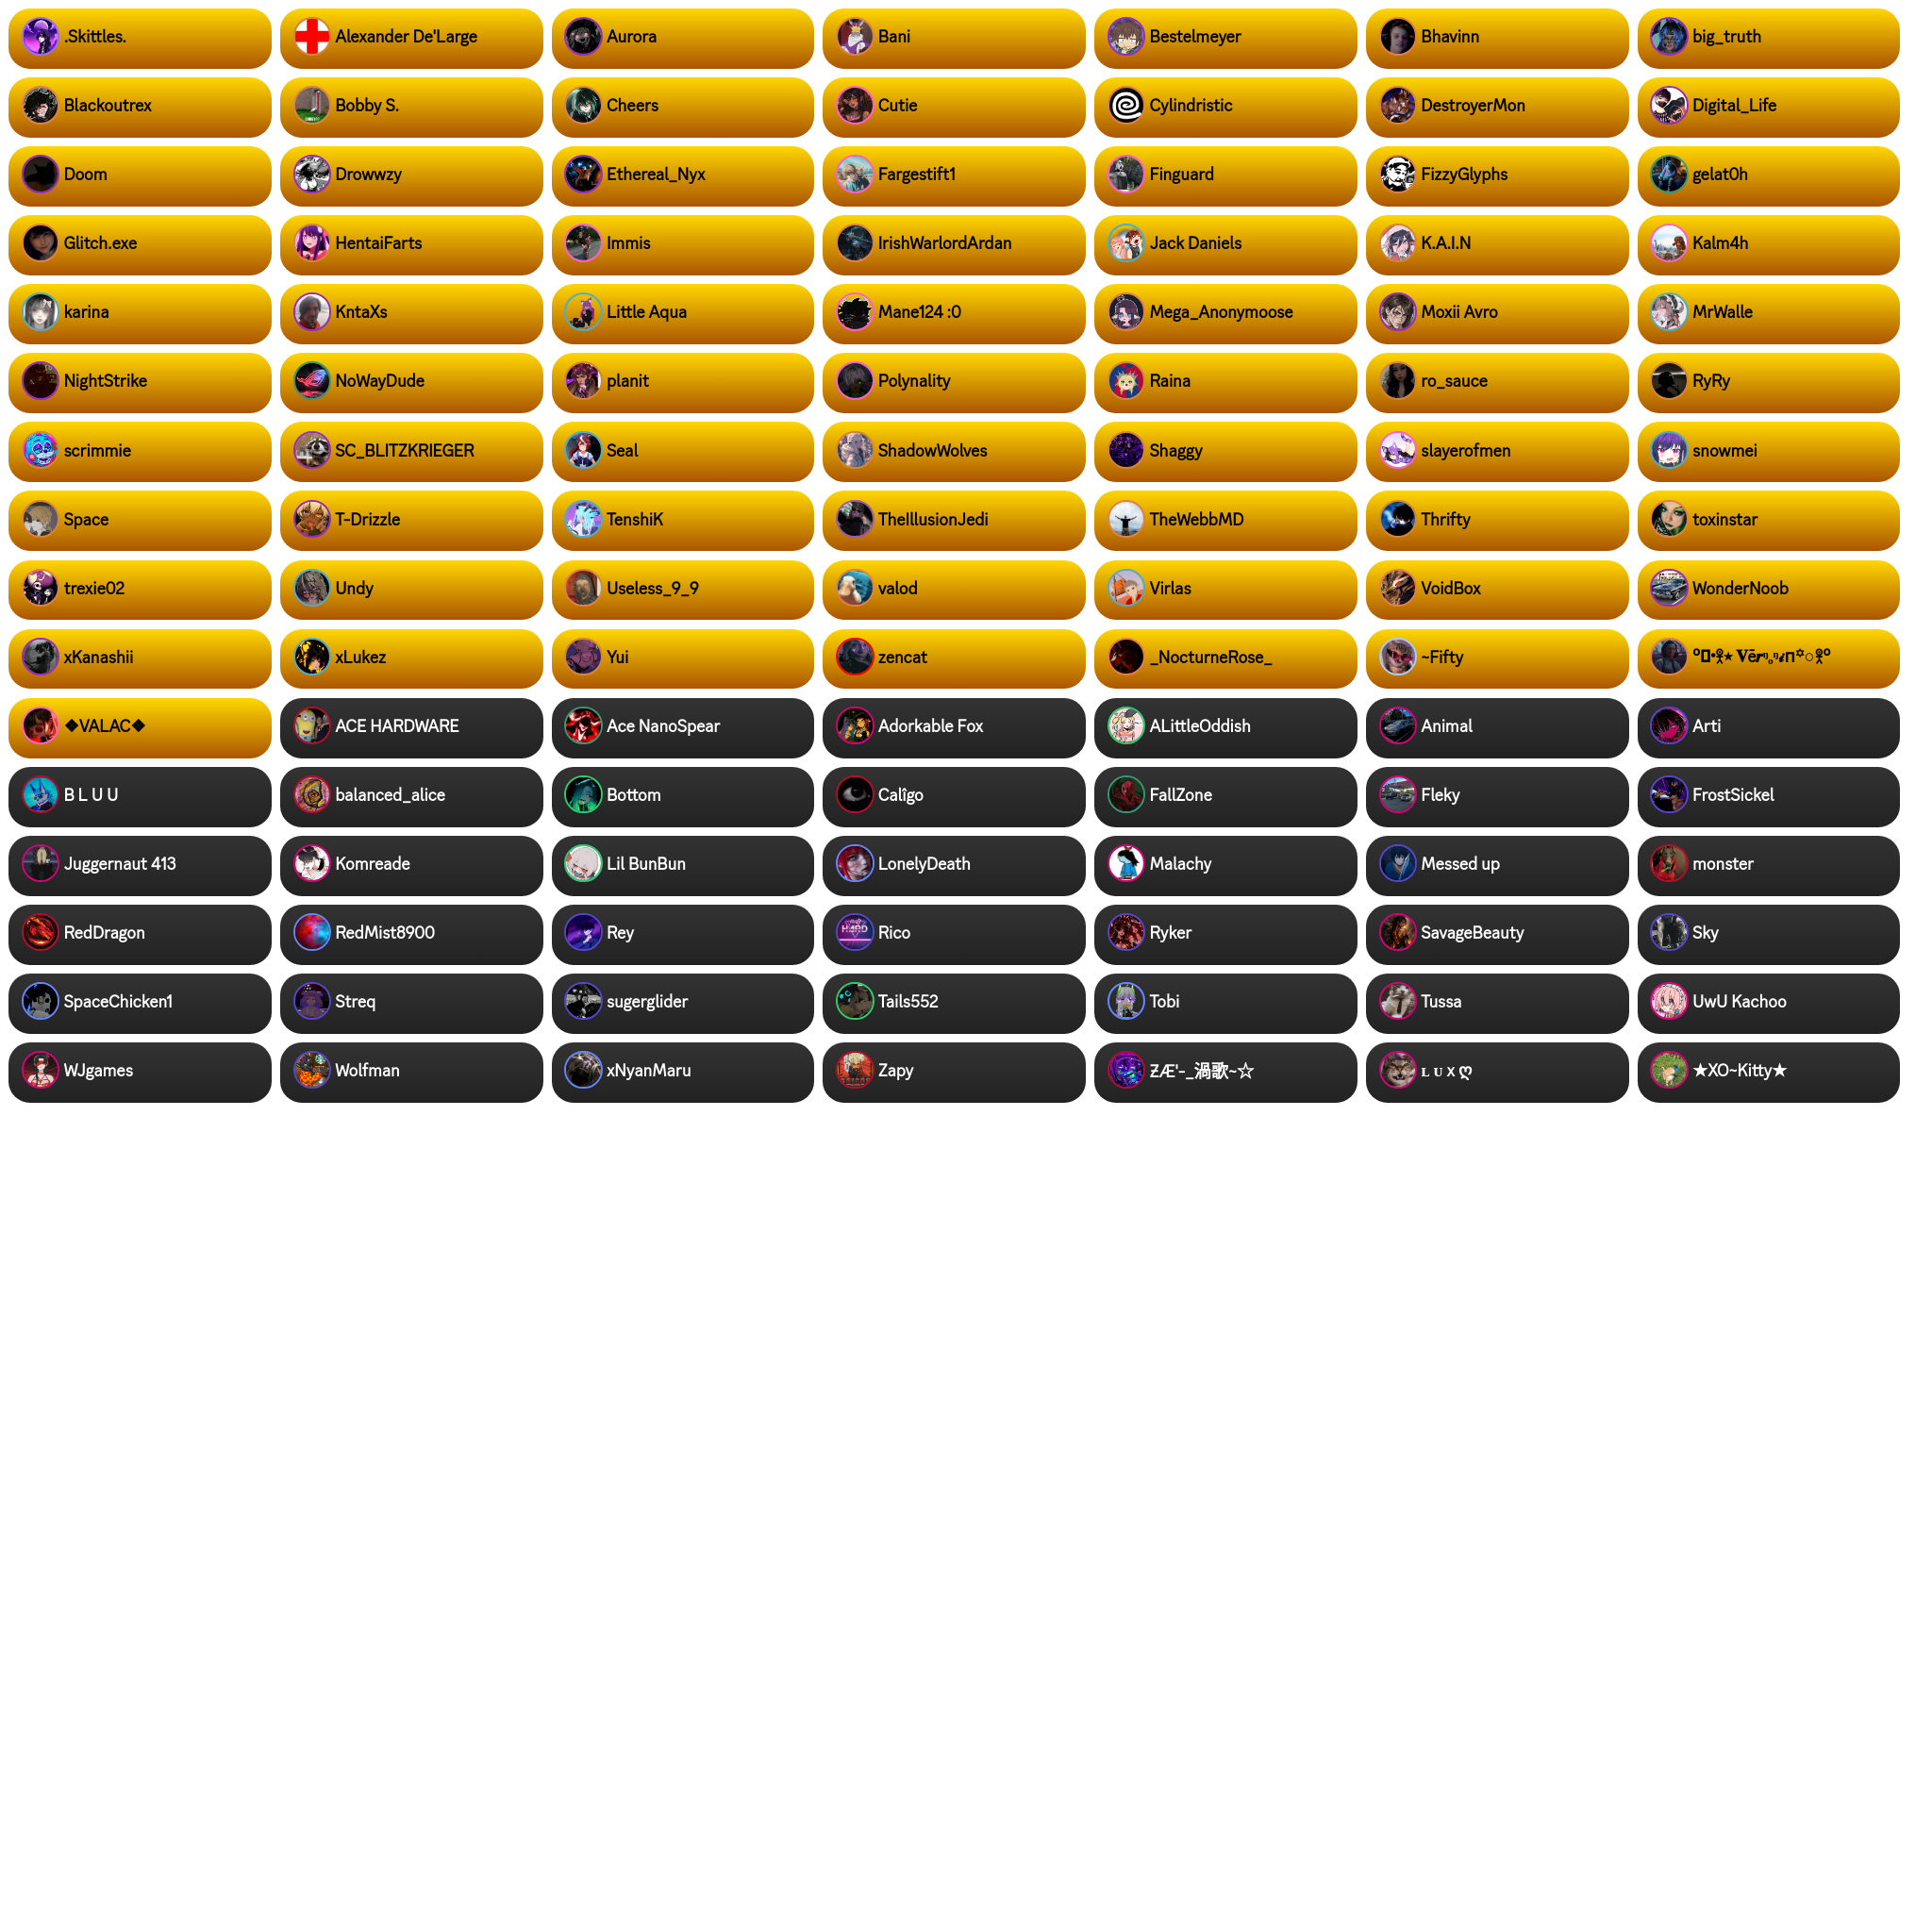 .Skittles.
Alexander De'Large
Aurora
Bani
Bestelmeyer
Bhavinn
big_truth
Blackoutrex
Bobby S.
Cheers
Cutie
Cylindristic
DestroyerMon
Digital_Life
Doom
Drowwzy
Ethereal_Nyx
Fargestift1
Finguard
FizzyGlyphs
gelat0h
Glitch.exe
HentaiFarts
Immis
IrishWarlordArdan
Jack Daniels
K.A.I.N
Kalm4h
karina
KntaXs
Little Aqua
Mane124 :0
Mega_Anonymoose
Moxii Avro
MrWalle
NightStrike
NoWayDude
planit
Polynality
Raina
ro_sauce
RyRy
scrimmie
SC_BLITZKRIEGER
Seal
ShadowWolves
Shaggy
slayerofmen
snowmei
Space
T-Drizzle
TenshiK
TheIllusionJedi
TheWebbMD
Thrifty
toxinstar
trexie02
Undy
Useless_9_9
valod
Virlas
VoidBox
WonderNoob
xKanashii
xLukez
Yui
zencat
_NocturneRose_
~Fifty
❖VALAC❖
ACE HARDWARE
Ace NanoSpear
Adorkable Fox
ALittleOddish
Animal
Arti
B L U U
balanced_alice
Bottom
Calîgo
FallZone
Fleky
FrostSickel
Juggernaut 413
Komreade
Lil BunBun
LonelyDeath
Malachy
Messed up
monster
RedDragon
RedMist8900
Rey
Rico
Ryker
SavageBeauty
Sky
SpaceChicken1
Streq
sugerglider
Tails552
Tobi
Tussa
UwU Kachoo
WJgames
Wolfman
xNyanMaru
Zapy
ƵÆ'-_渦歌~☆
ʟ ᴜ x ღ
★XO~Kitty★